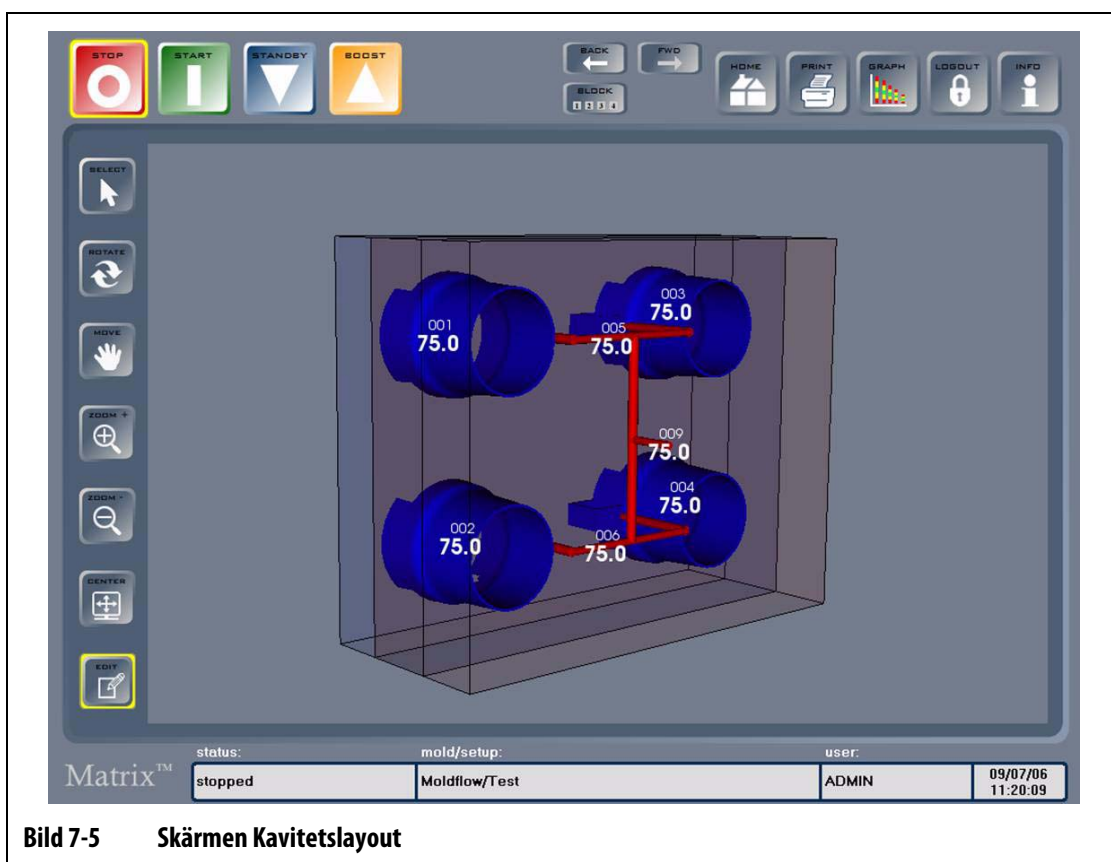 STOP START STANDBY BOOST BACK FWD
BLOCK
1 2 3 4
HOME PRINT GRAPH LOGOUT INFO
SELECT
ROTATE
MOVE
ZOOM +
ZOOM -
CENTER
EDIT
001
75.0
003
75.0
005
75.0
009
75.0
004
75.0
002
75.0
006
75.0
Matrix™
status: mold/setup: user:
stopped Moldflow/Test ADMIN 09/07/06
11:20:09
Bild 7-5 Skärmen Kavitetslayout